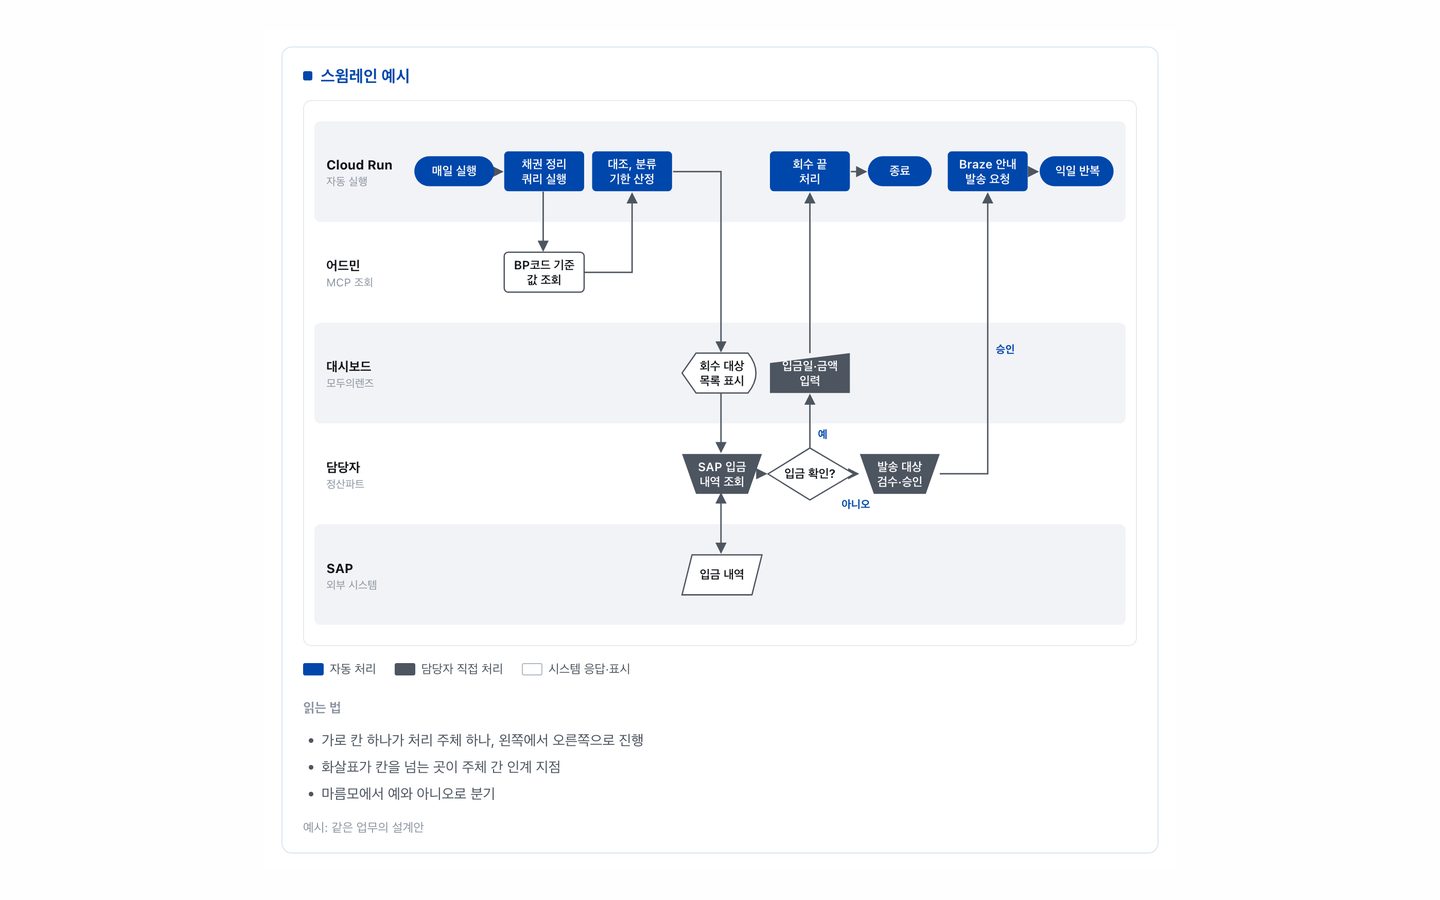 스윔레인 예시
Cloud Run
자동 실행
매일 실행
채권 정리
쿼리 실행
대조, 분류
기한 산정
회수 끝
처리
종료
Braze 안내
발송 요청
익일 반복
어드민
MCP 조회
BP코드 기준
값 조회
대시보드
모두의렌즈
회수 대상
목록 표시
입금일·금액
입력
승인
예
담당자
정산파트
SAP 입금
내역 조회
입금 확인?
발송 대상
검수·승인
아니오
SAP
외부 시스템
입금 내역
자동 처리
담당자 직접 처리
시스템 응답·표시
읽는 법
• 가로 칸 하나가 처리 주체 하나, 왼쪽에서 오른쪽으로 진행
• 화살표가 칸을 넘는 곳이 주체 간 인계 지점
• 마름모에서 예와 아니오로 분기
예시: 같은 업무의 설계안